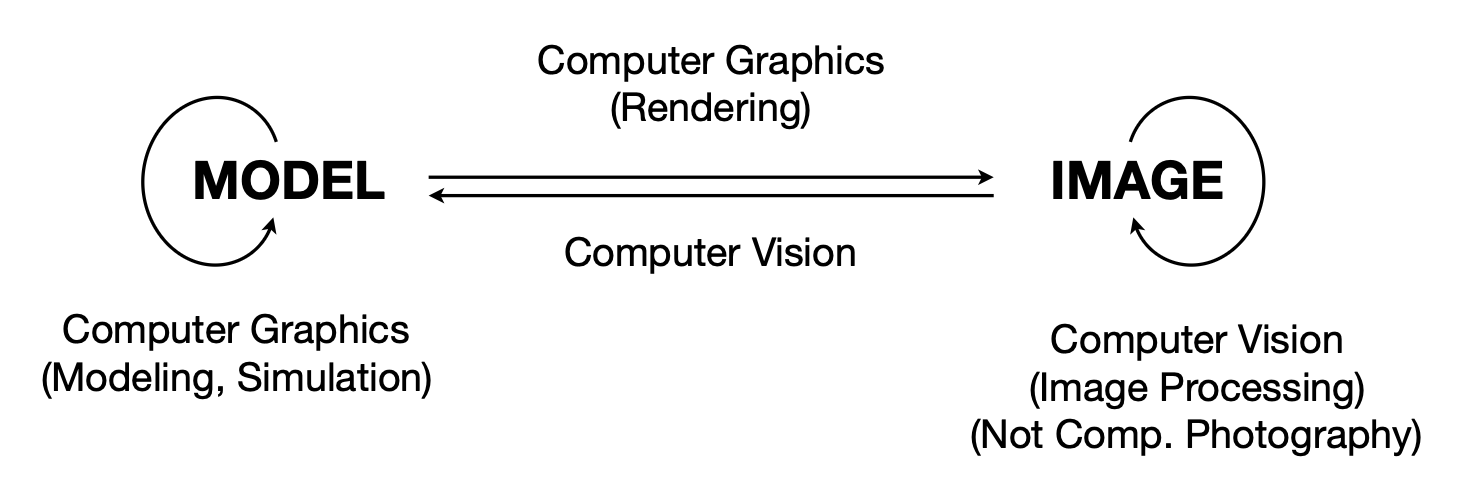 Computer Graphics
(Rendering)
MODEL
IMAGE
Computer Vision
Computer Graphics
(Modeling, Simulation)
Computer Vision
(Image Processing)
(Not Comp. Photography)